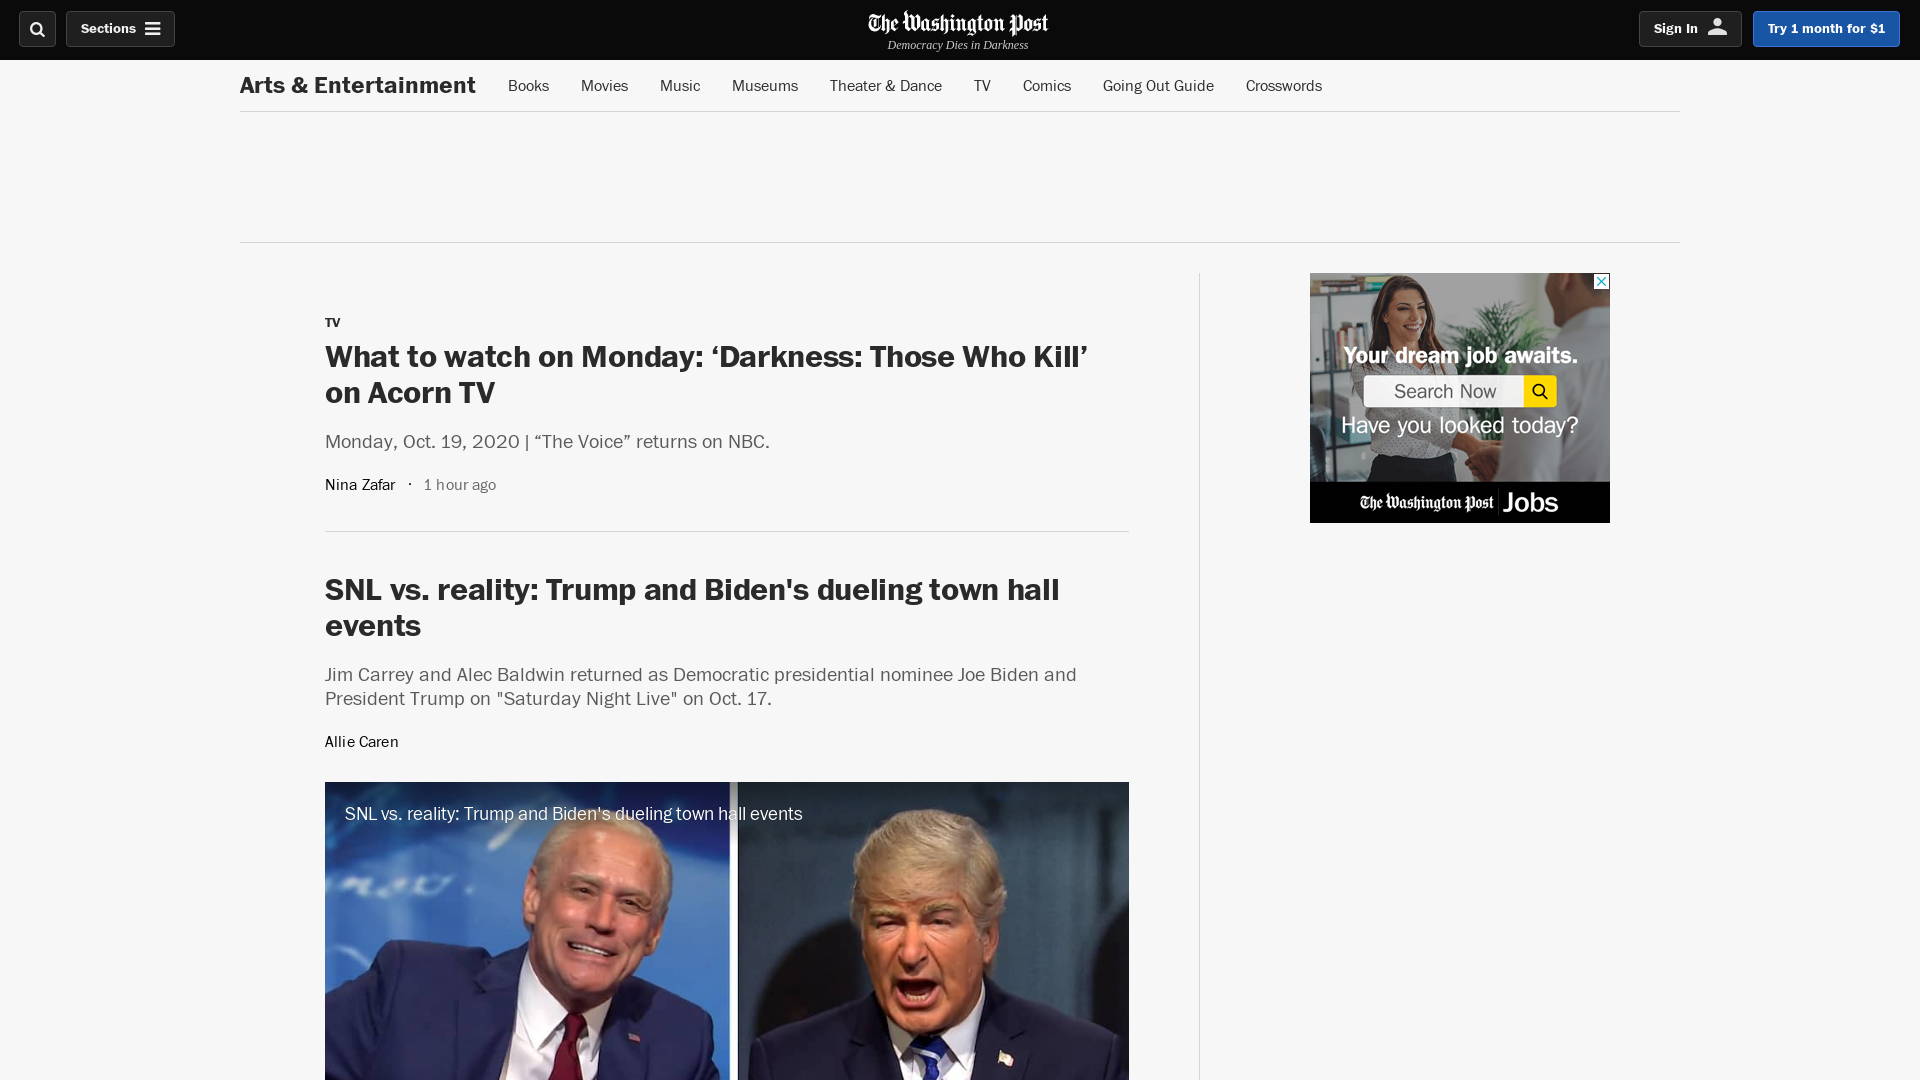 Sections
The Washington Post
Democracy Dies in Darkness
Sign In
Try 1 month for $1
Arts & Entertainment
Books
Movies
Music
Museums
Theater & Dance
TV
Comics
Going Out Guide
Crosswords
TV
What to watch on Monday: ‘Darkness: Those Who Kill’
on Acorn TV
Monday, Oct. 19, 2020 | “The Voice” returns on NBC.
Nina Zafar · 1 hour ago
SNL vs. reality: Trump and Biden's dueling town hall
events
Jim Carrey and Alec Baldwin returned as Democratic presidential nominee Joe Biden and
President Trump on "Saturday Night Live" on Oct. 17.
Allie Caren
SNL vs. reality: Trump and Biden's dueling town hall events
Your dream job awaits.
Search Now
Have you looked today?
The Washington Post Jobs